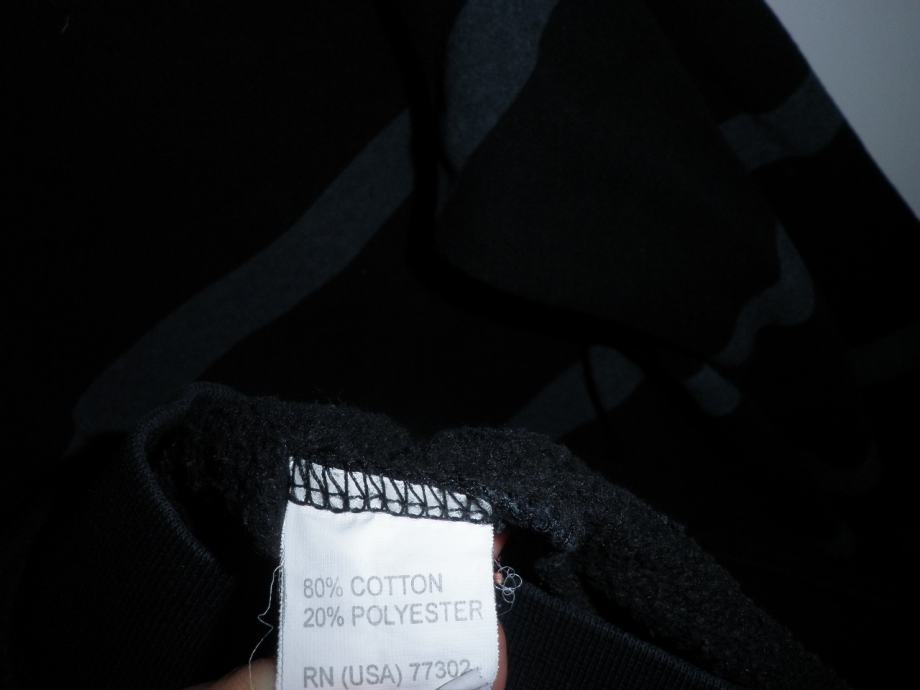 80% COTTON
20% POLYESTER
RN (USA) 77302